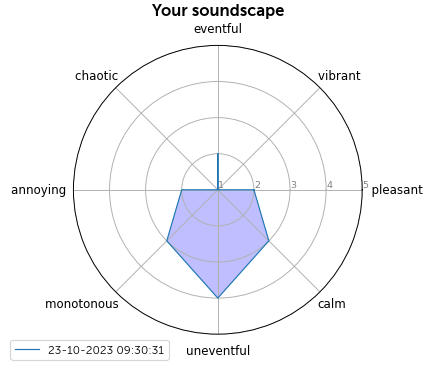 Your soundscape
eventful
chaotic
vibrant
annoying
1
2
3
4
5
pleasant
monotonous
calm
uneventful
23-10-2023 09:30:31